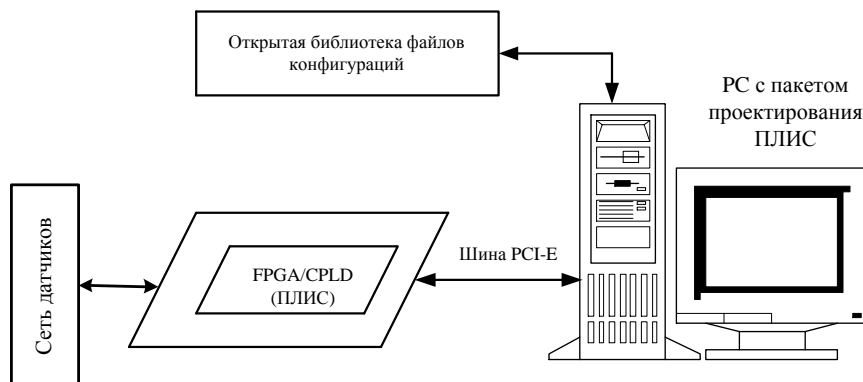 Открытая библиотека файлов
конфигураций
PC с пакетом
проектирования
ПЛИС
Сеть датчиков
FPGA/CPLD
(ПЛИС)
Шина PCI-E